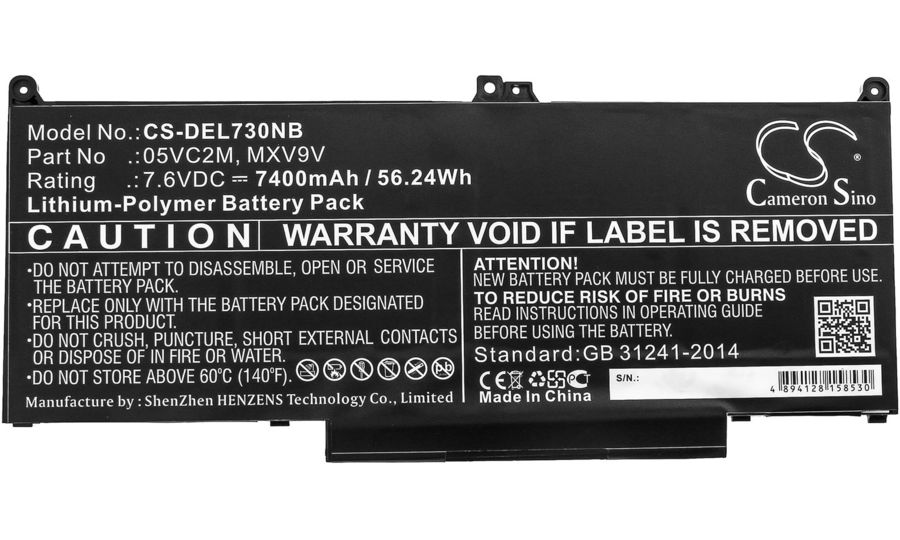 Model No.:CS-DEL730NB
Part No .:05VC2M, MXV9V
Rating .:7.6VDC ⎓ 7400mAh / 56.24Wh
Lithium-Polymer Battery Pack
CS
®
Cameron Sino
CAUTION
WARRANTY VOID IF LABEL IS REMOVED
·DO NOT ATTEMPT TO DISASSEMBLE, OPEN OR SERVICE
THE BATTERY PACK.
·REPLACE ONLY WITH THE BATTERY PACK DESIGNATED
FOR THIS PRODUCT.
·DO NOT CRUSH, PUNCTURE, SHORT EXTERNAL CONTACTS
OR DISPOSE OF IN FIRE OR WATER.
·DO NOT STORE ABOVE 60°C (140°F).
Pb
Manufacture by : ShenZhen HENZENS Technology Co., Limited
ATTENTION!
NEW BATTERY PACK MUST BE FULLY CHARGED BEFORE USE.
TO REDUCE RISK OF FIRE OR BURNS
READ INSTRUCTIONS IN OPERATING GUIDE
BEFORE USING THE BATTERY.
Standard:GB 31241-2014
CE
Made In China
S/N.:
4 894128 158530